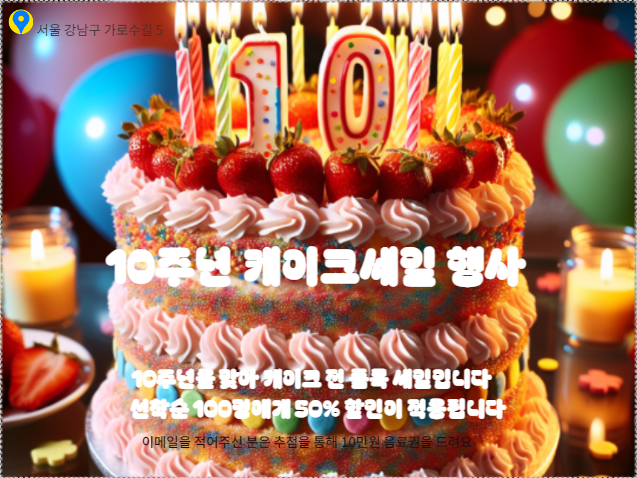 서울 강남구 가로수길 5
10
10주년 케이크세일 행사
10주년을 맞아 케이크 전 품목 세일입니다
선착순 100명에게 50% 할인이 적용됩니다
이메일을 적어주신 분은 추첨을 통해 10만원 음료권을 드려요